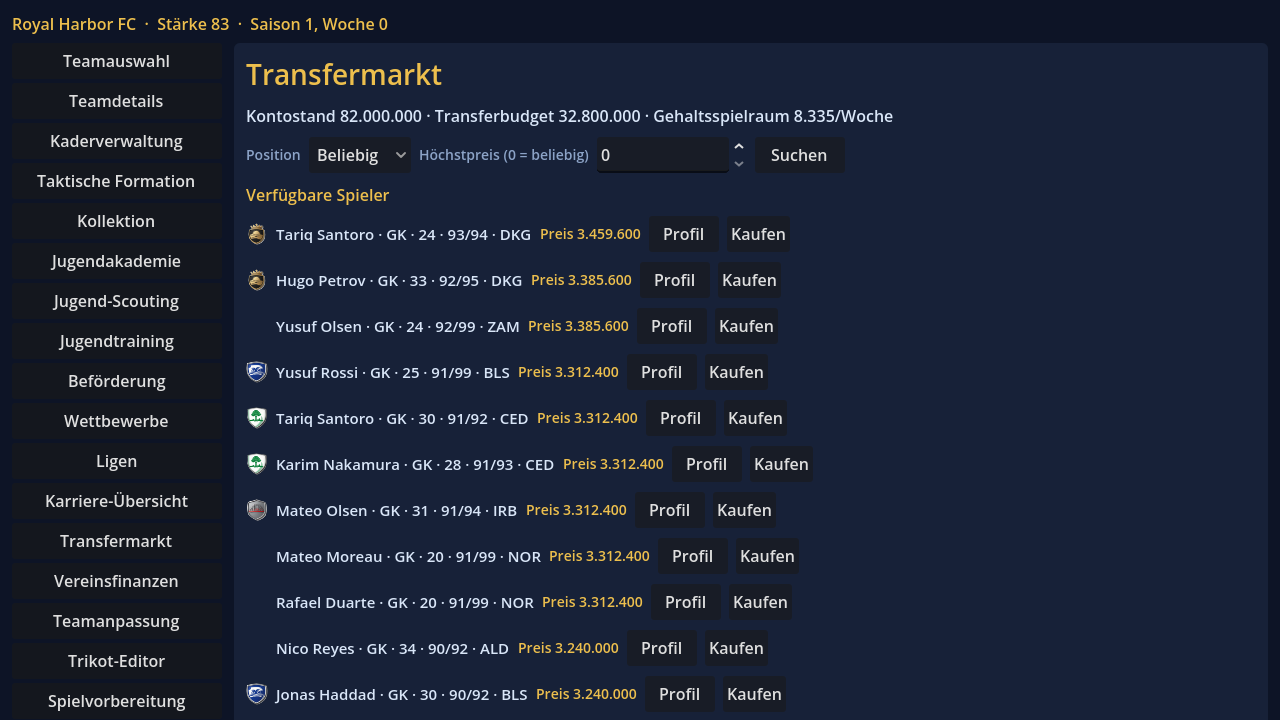 Royal Harbor FC · Stärke 83 · Saison 1, Woche 0
Teamauswahl
Teamdetails
Kaderverwaltung
Taktische Formation
Kollektion
Jugendakademie
Jugend-Scouting
Jugendtraining
Beförderung
Wettbewerbe
Ligen
Karriere-Übersicht
Transfermarkt
Vereinsfinanzen
Teamanpassung
Trikot-Editor
Spielvorbereitung
Transfermarkt
Kontostand 82.000.000 · Transferbudget 32.800.000 · Gehaltsspielraum 8.335/Woche
Position Beliebig Höchstpreis (0 = beliebig) 0 Suchen
Verfügbare Spieler
Tariq Santoro · GK · 24 · 93/94 · DKG Preis 3.459.600 Profil Kaufen
Hugo Petrov · GK · 33 · 92/95 · DKG Preis 3.385.600 Profil Kaufen
Yusuf Olsen · GK · 24 · 92/99 · ZAM Preis 3.385.600 Profil Kaufen
Yusuf Rossi · GK · 25 · 91/99 · BLS Preis 3.312.400 Profil Kaufen
Tariq Santoro · GK · 30 · 91/92 · CED Preis 3.312.400 Profil Kaufen
Karim Nakamura · GK · 28 · 91/93 · CED Preis 3.312.400 Profil Kaufen
Mateo Olsen · GK · 31 · 91/94 · IRB Preis 3.312.400 Profil Kaufen
Mateo Moreau · GK · 20 · 91/99 · NOR Preis 3.312.400 Profil Kaufen
Rafael Duarte · GK · 20 · 91/99 · NOR Preis 3.312.400 Profil Kaufen
Nico Reyes · GK · 34 · 90/92 · ALD Preis 3.240.000 Profil Kaufen
Jonas Haddad · GK · 30 · 90/92 · BLS Preis 3.240.000 Profil Kaufen